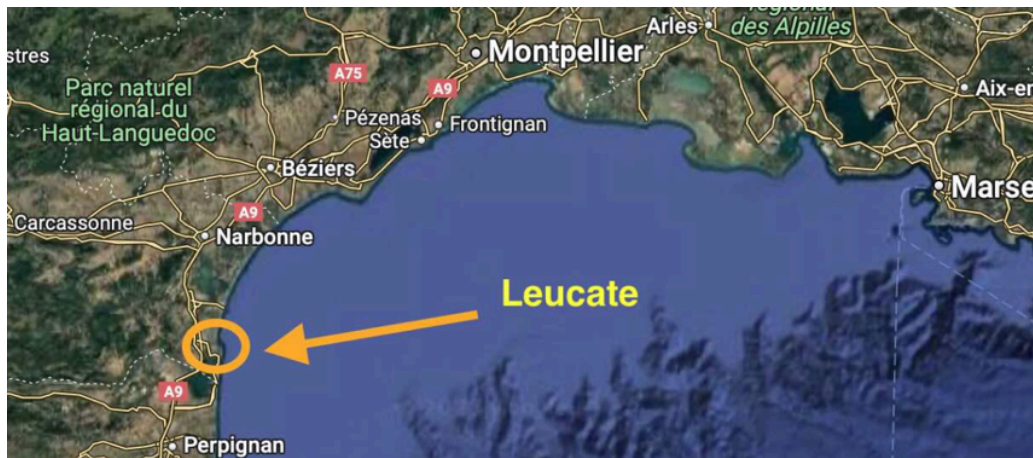 Arles
régional
des Alpilles
Montpellier
stres
A75
Aix-en
Parc naturel
régional du
Haut-Languedoc
A9
Pézenas
Frontignan
Sète
Béziers
Marse
A9
Carcassonne
Narbonne
Leucate
A9
Perpignan